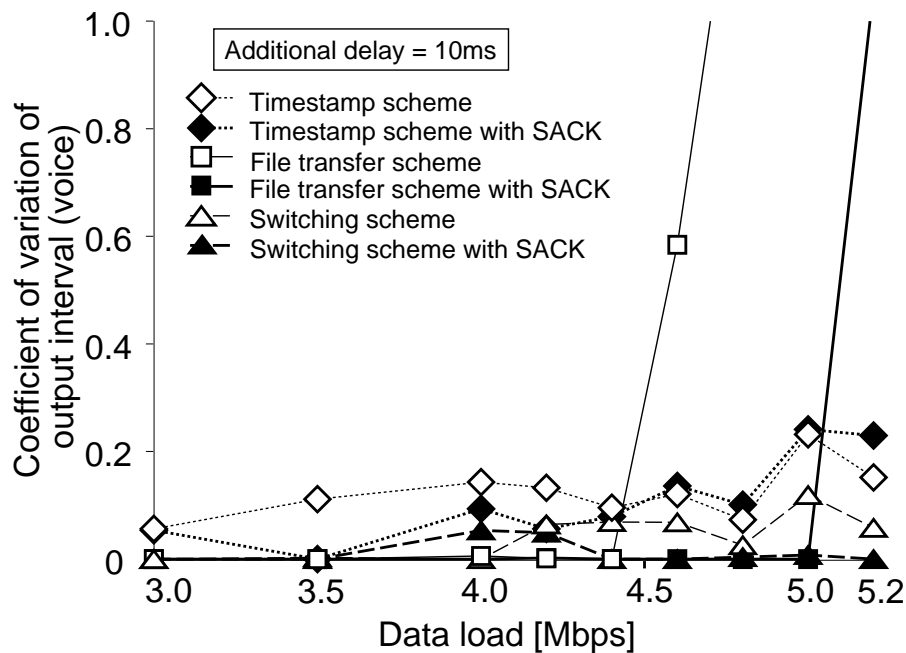 Coefficient of variation of
output interval (voice)
1.0
0.8
0.6
0.4
0.2
0
Additional delay = 10ms
Timestamp scheme
Timestamp scheme with SACK
File transfer scheme
File transfer scheme with SACK
Switching scheme
Switching scheme with SACK
3.0 3.5 4.0 4.5 5.0 5.2
Data load [Mbps]